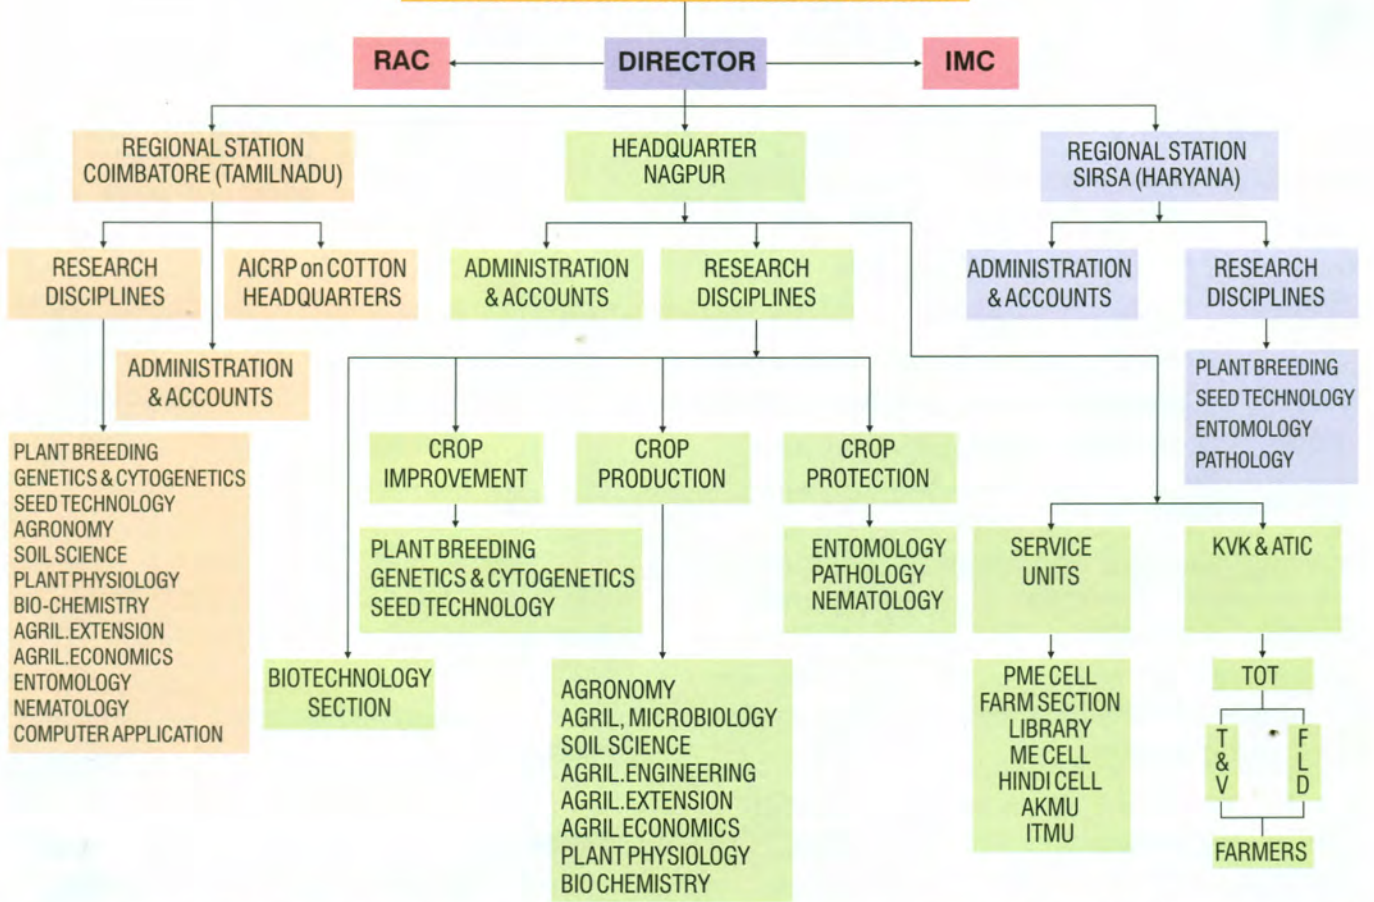 RAC
DIRECTOR
IMC
REGIONAL STATION
COIMBATORE (TAMILNADU)
HEADQUARTER
NAGPUR
REGIONAL STATION
SIRSA (HARYANA)
RESEARCH
DISCIPLINES
AICRP on COTTON
HEADQUARTERS
ADMINISTRATION
& ACCOUNTS
RESEARCH
DISCIPLINES
ADMINISTRATION
& ACCOUNTS
RESEARCH
DISCIPLINES
ADMINISTRATION
& ACCOUNTS
PLANT BREEDING
SEED TECHNOLOGY
ENTOMOLOGY
PATHOLOGY
PLANT BREEDING
GENETICS & CYTOGENETICS
SEED TECHNOLOGY
AGRONOMY
SOIL SCIENCE
PLANT PHYSIOLOGY
BIO-CHEMISTRY
AGRIL.EXTENSION
AGRIL.ECONOMICS
ENTOMOLOGY
NEMATOLOGY
COMPUTER APPLICATION
CROP
IMPROVEMENT
CROP
PRODUCTION
CROP
PROTECTION
PLANT BREEDING
GENETICS & CYTOGENETICS
SEED TECHNOLOGY
ENTOMOLOGY
PATHOLOGY
NEMATOLOGY
SERVICE
UNITS
KVK & ATIC
BIOTECHNOLOGY
SECTION
AGRONOMY
AGRIL, MICROBIOLOGY
SOIL SCIENCE
AGRIL.ENGINEERING
AGRIL.EXTENSION
AGRIL ECONOMICS
PLANT PHYSIOLOGY
BIO CHEMISTRY
PME CELL
FARM SECTION
LIBRARY
ME CELL
HINDI CELL
AKMU
ITMU
TOT
T
&
V
F
L
D
FARMERS